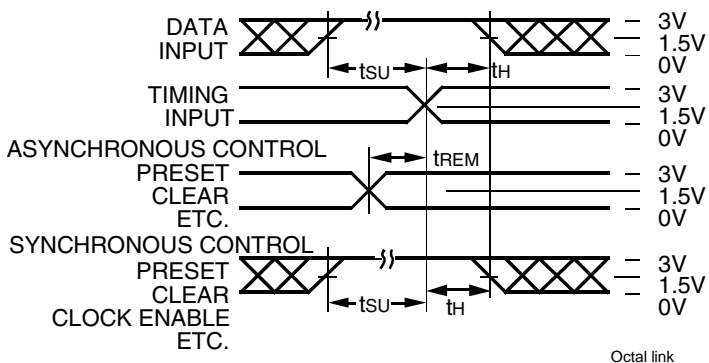 DATA
INPUT
3V
1.5V
0V
tSU
tH
TIMING
INPUT
3V
1.5V
0V
ASYNCHRONOUS CONTROL
tREM
PRESET
CLEAR
ETC.
3V
1.5V
0V
SYNCHRONOUS CONTROL
PRESET
CLEAR
CLOCK ENABLE
ETC.
3V
1.5V
0V
tSU
tH
Octal link